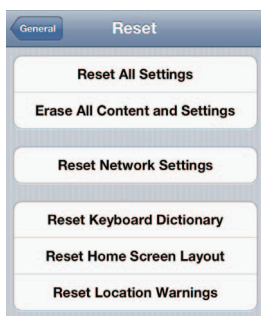 General
Reset
Reset All Settings
Erase All Content and Settings
Reset Network Settings
Reset Keyboard Dictionary
Reset Home Screen Layout
Reset Location Warnings